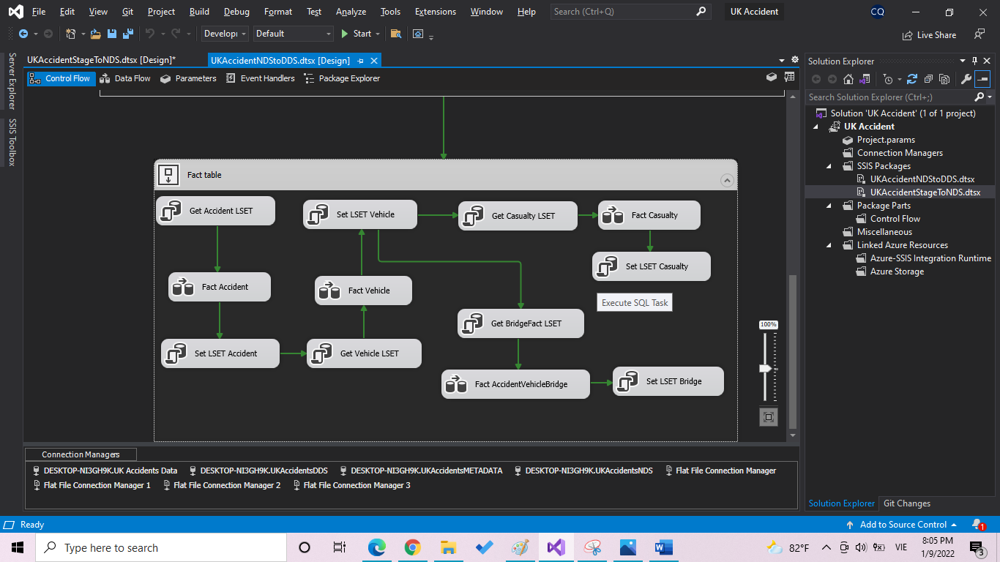 File Edit View Git Project Build Debug Format Test Analyze Tools Extensions Window Help Search (Ctrl+Q) UK Accident CQ
Developı Default Start Live Share
UKAccidentStageToNDS.dtsx [Design]* UKAccidentNDStoDDS.dtsx [Design]
Control Flow Data Flow Parameters Event Handlers Package Explorer
Server Explorer
SSIS Toolbox
Fact table
Get Accident LSET
Set LSET Vehicle
Get Casualty LSET
Fact Casualty
Set LSET Casualty
Fact Accident
Fact Vehicle
Execute SQL Task
Get BridgeFact LSET
Set LSET Accident
Get Vehicle LSET
Fact AccidentVehicleBridge
Set LSET Bridge
100%
Connection Managers
DESKTOP-NI3GH9K.UK Accidents Data DESKTOP-NI3GH9K.UKAccidentsDDS DESKTOP-NI3GH9K.UKAccidentsMETADATA DESKTOP-NI3GH9K.UKAccidentsNDS Flat File Connection Manager
Flat File Connection Manager 1 Flat File Connection Manager 2 Flat File Connection Manager 3
Solution Explorer
Search Solution Explorer (Ctrl+;)
Solution 'UK Accident' (1 of 1 project)
UK Accident
Project.params
Connection Managers
SSIS Packages
UKAccidentNDStoDDS.dtsx
UKAccidentStageToNDS.dtsx
Package Parts
Control Flow
Miscellaneous
Linked Azure Resources
Azure-SSIS Integration Runtime
Azure Storage
Solution Explorer Git Changes
Ready Add to Source Control 1
Type here to search 82°F VIE 8:05 PM
1/9/2022 3